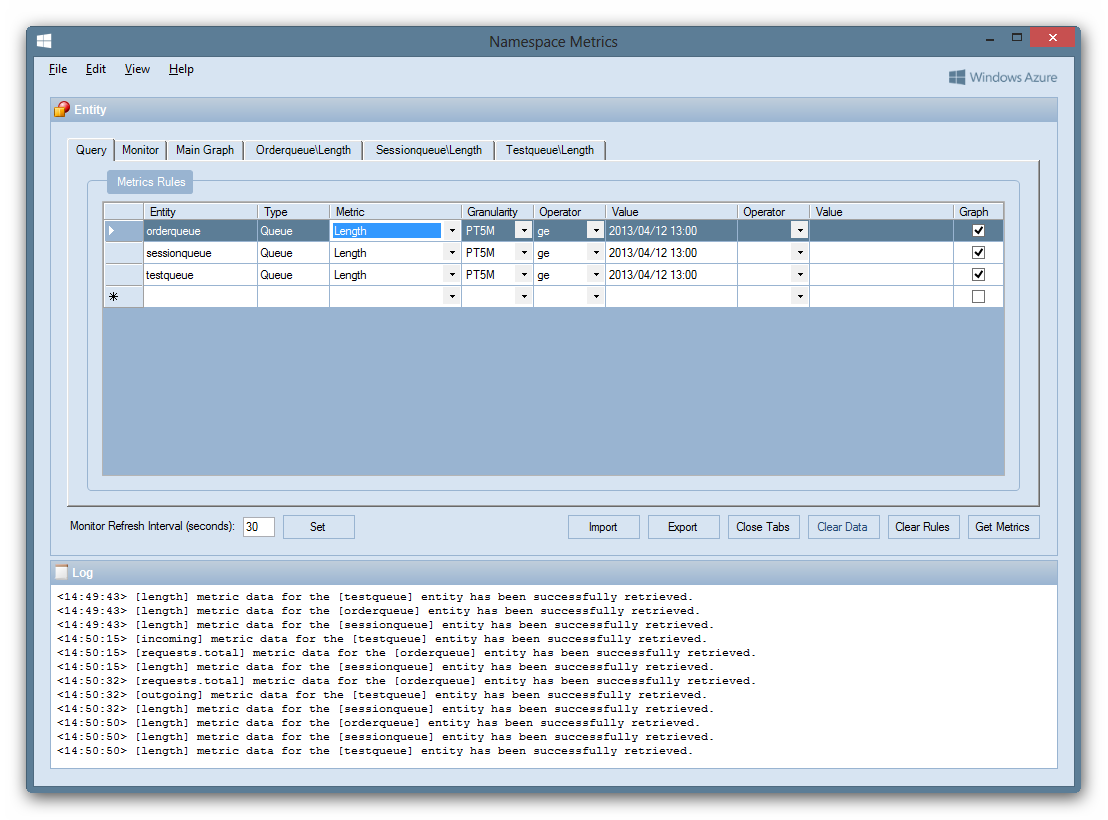 Namespace Metrics
File Edit View Help
Windows Azure
Entity
Query Monitor Main Graph Orderqueue\Length Sessionqueue\Length Testqueue\Length
Metrics Rules
Entity Type Metric Granularity Operator Value Operator Value Graph
orderqueue Queue Length PT5M ge 2013/04/12 13:00
sessionqueue Queue Length PT5M ge 2013/04/12 13:00
testqueue Queue Length PT5M ge 2013/04/12 13:00
*
Monitor Refresh Interval (seconds): 30 Set Import Export Close Tabs Clear Data Clear Rules Get Metrics
Log
<14:49:43> [length] metric data for the [testqueue] entity has been successfully retrieved.
<14:49:43> [length] metric data for the [orderqueue] entity has been successfully retrieved.
<14:49:43> [length] metric data for the [sessionqueue] entity has been successfully retrieved.
<14:50:15> [incoming] metric data for the [testqueue] entity has been successfully retrieved.
<14:50:15> [requests.total] metric data for the [orderqueue] entity has been successfully retrieved.
<14:50:15> [length] metric data for the [sessionqueue] entity has been successfully retrieved.
<14:50:32> [requests.total] metric data for the [orderqueue] entity has been successfully retrieved.
<14:50:32> [outgoing] metric data for the [testqueue] entity has been successfully retrieved.
<14:50:32> [length] metric data for the [sessionqueue] entity has been successfully retrieved.
<14:50:50> [length] metric data for the [orderqueue] entity has been successfully retrieved.
<14:50:50> [length] metric data for the [sessionqueue] entity has been successfully retrieved.
<14:50:50> [length] metric data for the [testqueue] entity has been successfully retrieved.